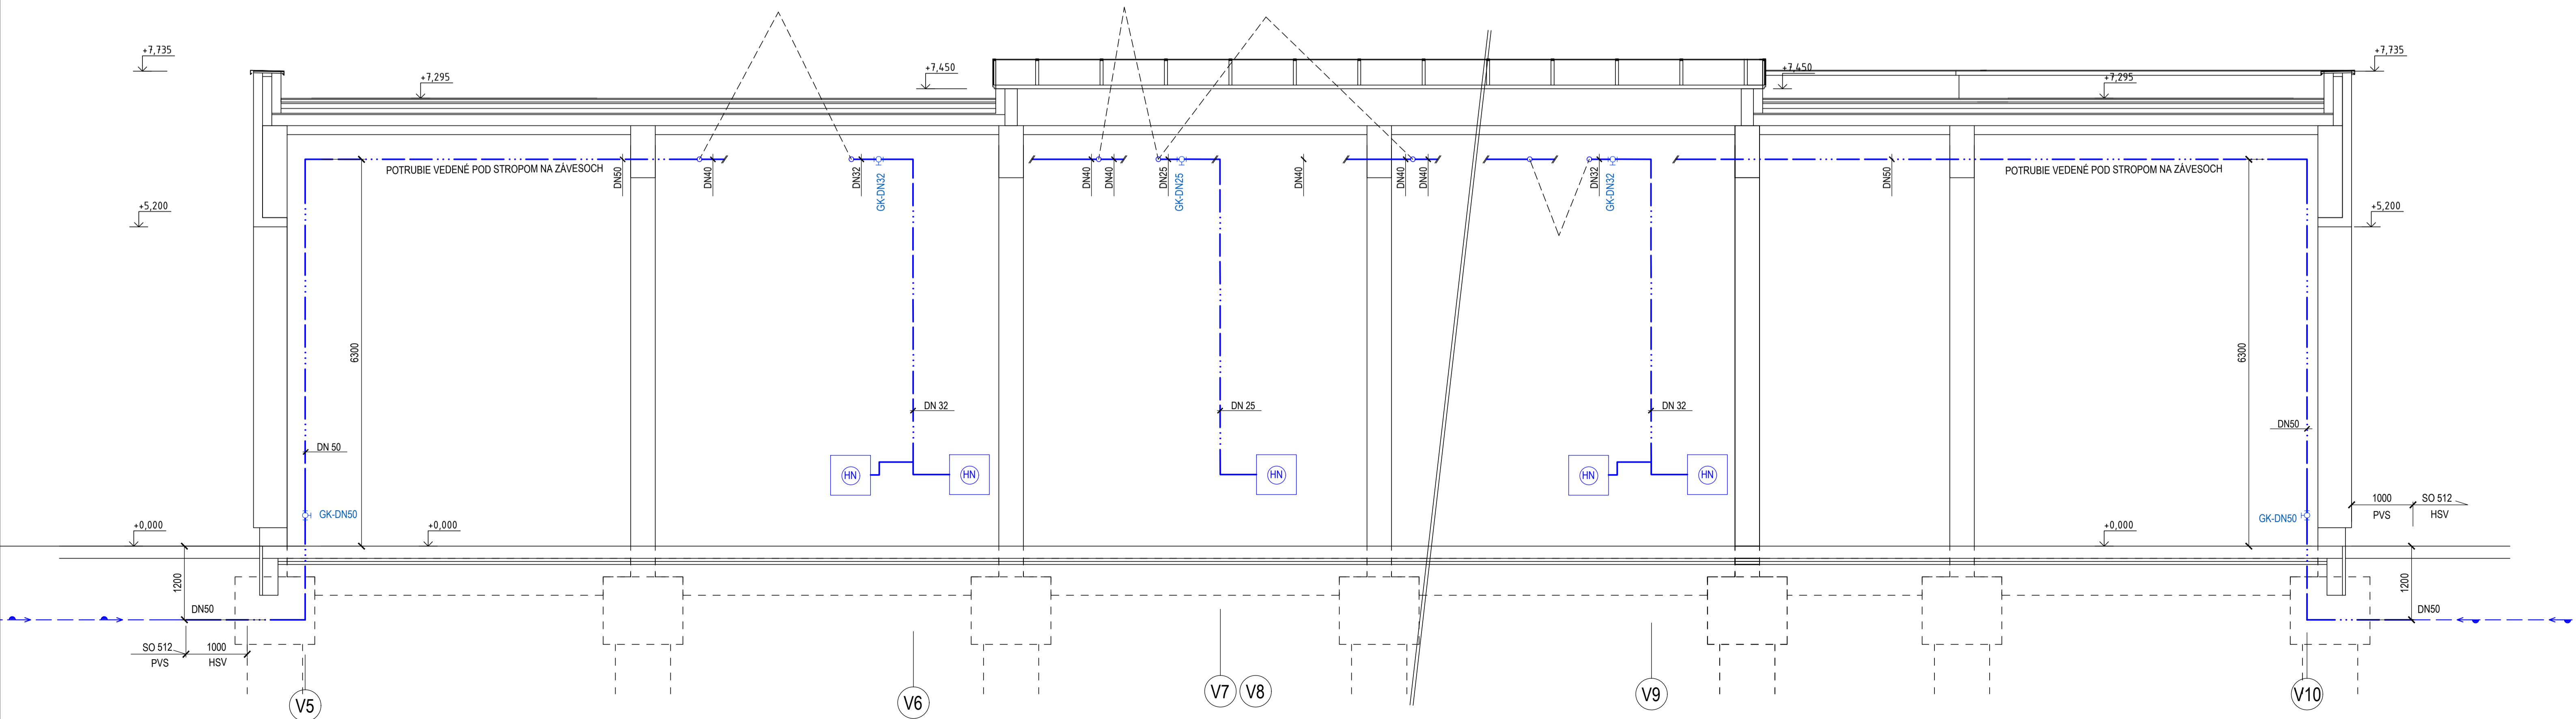 +7,735
+7,295
+7,450
+7,450
+7,295
+7,735
POTRUBIE VEDENÉ POD STROPOM NA ZÁVESOCH
DN50
DN40
DN32
GK-DN32
DN40
DN40
DN25
GK-DN25
DN40
DN40
DN40
DN32
GK-DN32
DN50
POTRUBIE VEDENÉ POD STROPOM NA ZÁVESOCH
+5,200
+5,200
6300
6300
DN 32
DN 25
DN 32
DN 50
DN50
HN
HN
HN
HN
HN
GK-DN50
GK-DN50
1000
SO 512
PVS
HSV
+0,000
+0,000
+0,000
1200
1200
DN50
DN50
SO 512
1000
PVS
HSV
V5
V6
V7
V8
V9
V10